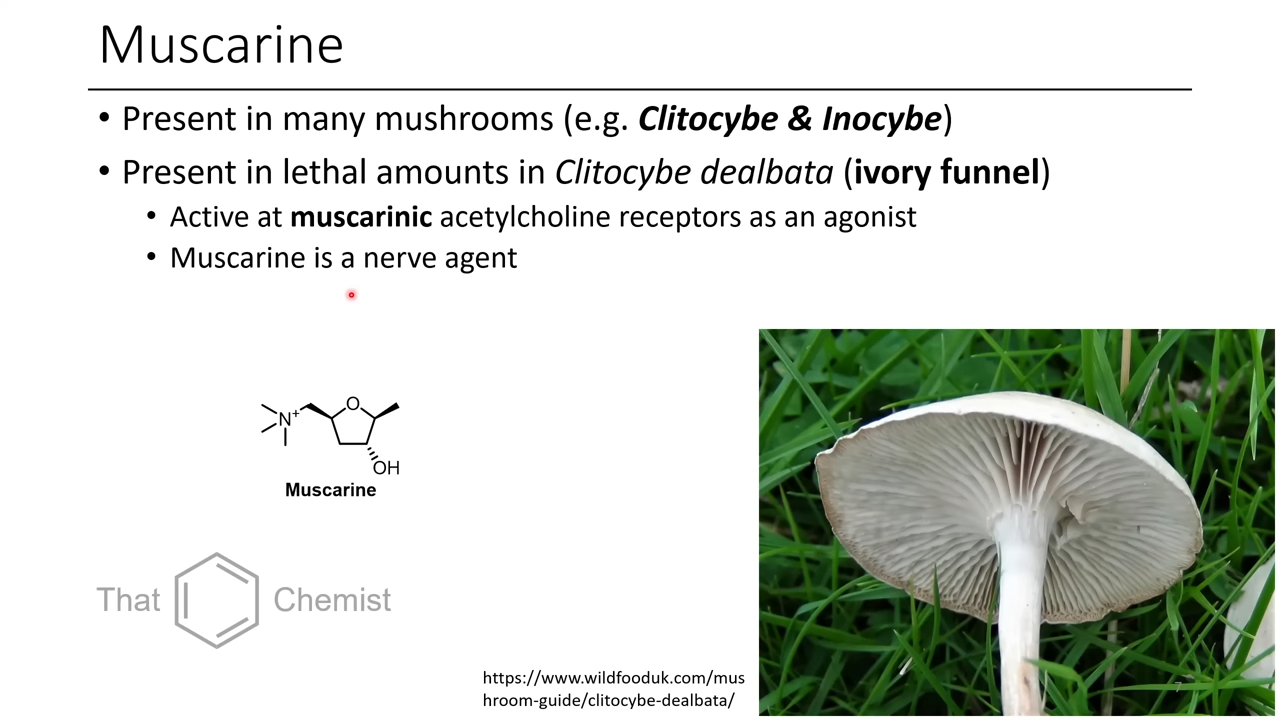 Muscarine
• Present in many mushrooms (e.g. Clitocybe & Inocybe)
• Present in lethal amounts in Clitocybe dealbata (ivory funnel)
• Active at muscarinic acetylcholine receptors as an agonist
• Muscarine is a nerve agent
O
N+
OH
Muscarine
That Chemist
https://www.wildfooduk.com/mus
hroom-guide/clitocybe-dealbata/
7